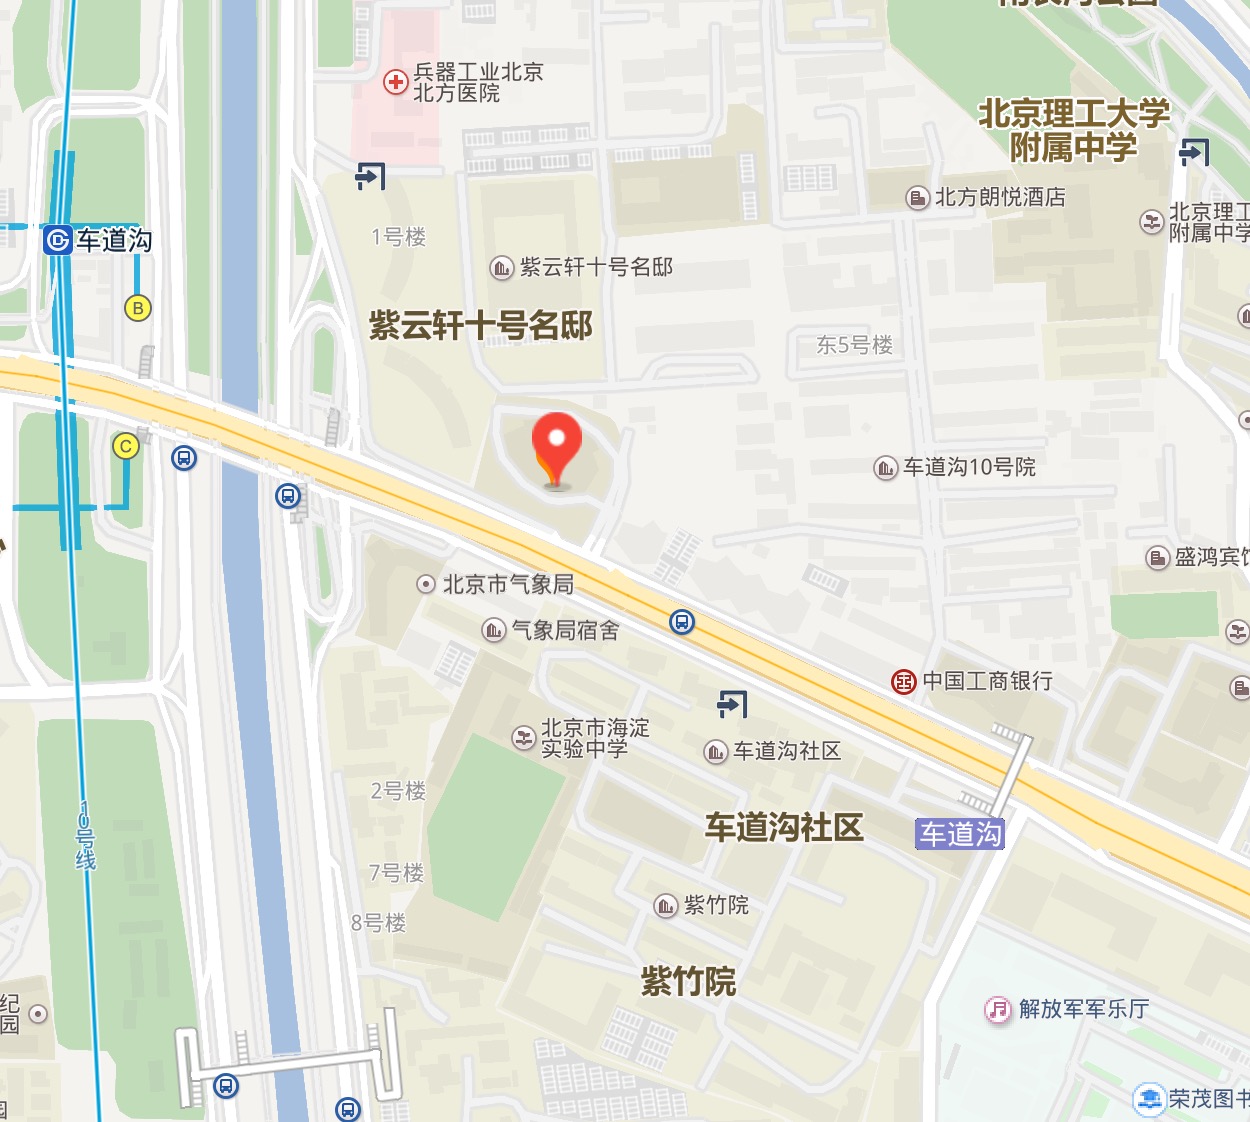 兵器工业北京
北方医院
北京理工大学
附属中学
北方朗悦酒店
北京理工
附属中学
车道沟
1号楼
紫云轩十号名邸
B
紫云轩十号名邸
东5号楼
C
车道沟10号院
盛鸿宾馆
北京市气象局
气象局宿舍
中国工商银行
北京市海淀
实验中学
车道沟社区
2号楼
10号线
车道沟社区
车道沟
7号楼
紫竹院
8号楼
紫竹院
纪
园
解放军军乐厅
荣茂图书